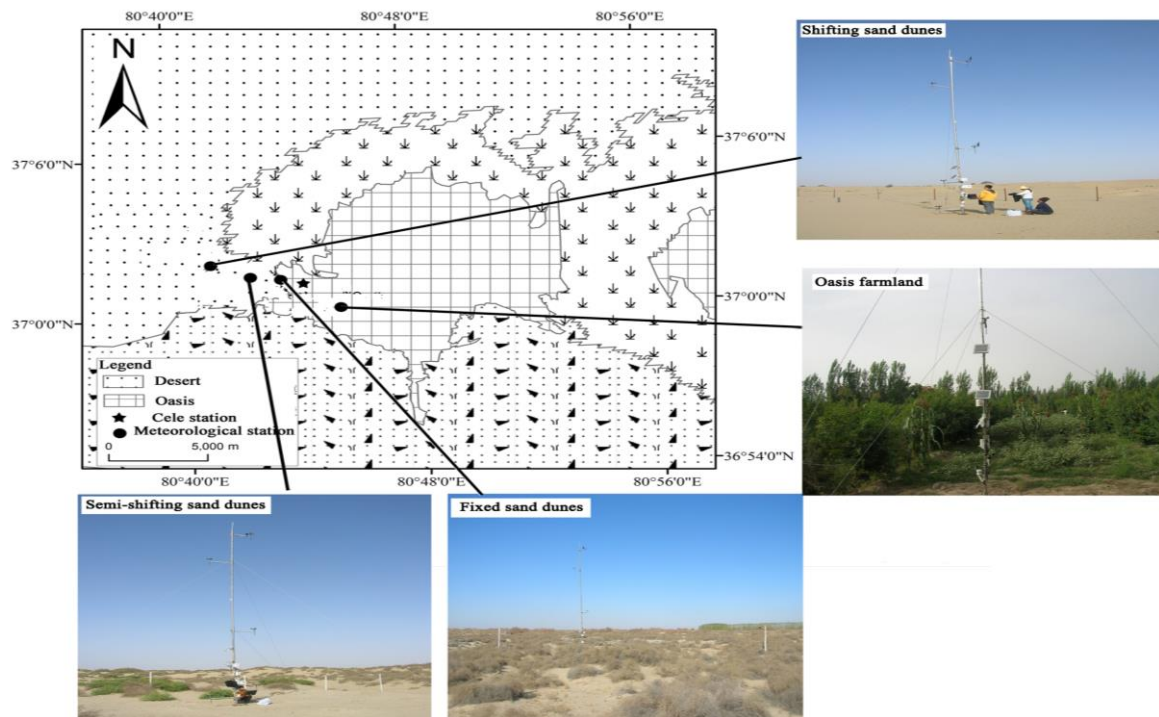 80°40'0"E 80°48'0"E 80°56'0"E
Shifting sand dunes
N
37°6'0"N
37°6'0"N
Oasis farmland
37°0'0"N
37°0'0"N
Legend
Desert
Oasis
Cele station
Meteorological station
0 5,000 m
36°54'0"N
80°40'0"E 80°48'0"E 80°56'0"E
Semi-shifting sand dunes
Fixed sand dunes